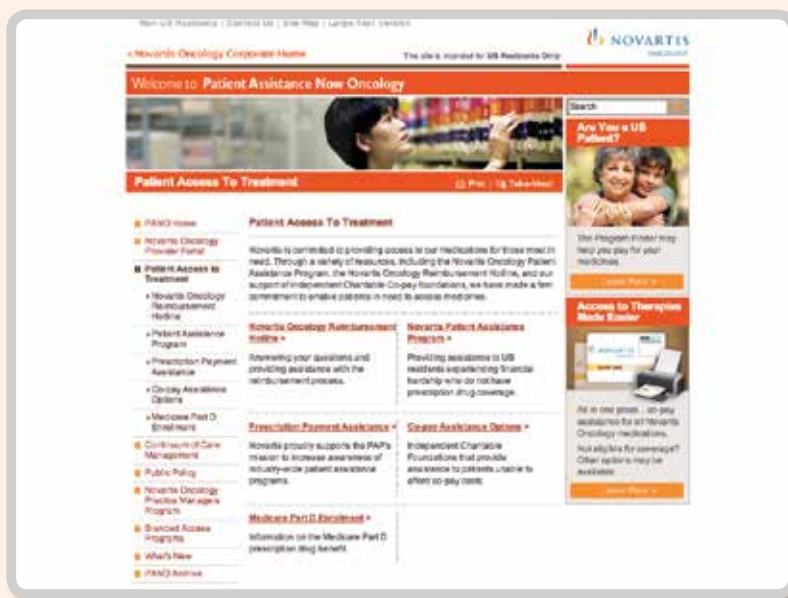 Non-US Residents | Contact Us | Site Map | Large Text Version
< Novartis Oncology Corporate Home
This site is intended for US Residents Only
NOVARTIS
Welcome to Patient Assistance Now Oncology
Search
Patient Access To Treatment
Print
Are You a US
Patient?
The Program Finder may
help you pay for your
medicines.
Learn More >
PANO Home
Novartis Oncology
Provider Portal
Patient Access to
Treatment
Novartis Oncology
Reimbursement
Hotline
Patient Assistance
Program
Prescription Payment
Assistance
Co-pay Assistance
Options
Medicare Part D
Enrollment
Continuum of Care
Management
Public Policy
Novartis Oncology
Practice Managers
Program
Branded Access
Programs
What's New
PANO Archive
Patient Access To Treatment
Novartis is committed to providing access to our medications for those most in
need. Through a variety of resources, including the Novartis Oncology Patient
Assistance Program, the Novartis Oncology Reimbursement Hotline, and our
support of independent Charitable Co-pay foundations, we have made a firm
commitment to enable patients in need to access medicines.
Novartis Oncology Reimbursement
Hotline »
Answering your questions and
providing assistance with the
reimbursement process.
Novartis Patient Assistance
Program »
Providing assistance to US
residents experiencing financial
hardship who do not have
prescription drug coverage.
Prescription Payment Assistance »
Novartis proudly supports the PAP's
mission to increase awareness of
industry-wide patient assistance
programs.
Co-pay Assistance Options »
Independent Charitable
Foundations that provide
assistance to patients unable to
afford co-pay costs.
Medicare Part D Enrollment »
Information on the Medicare Part D
prescription drug benefit.
Access to Therapies
Made Easier
All in one place... co-pay
assistance for all Novartis
Oncology medications.
Not eligible for coverage?
Other options may be
available.
Learn More >